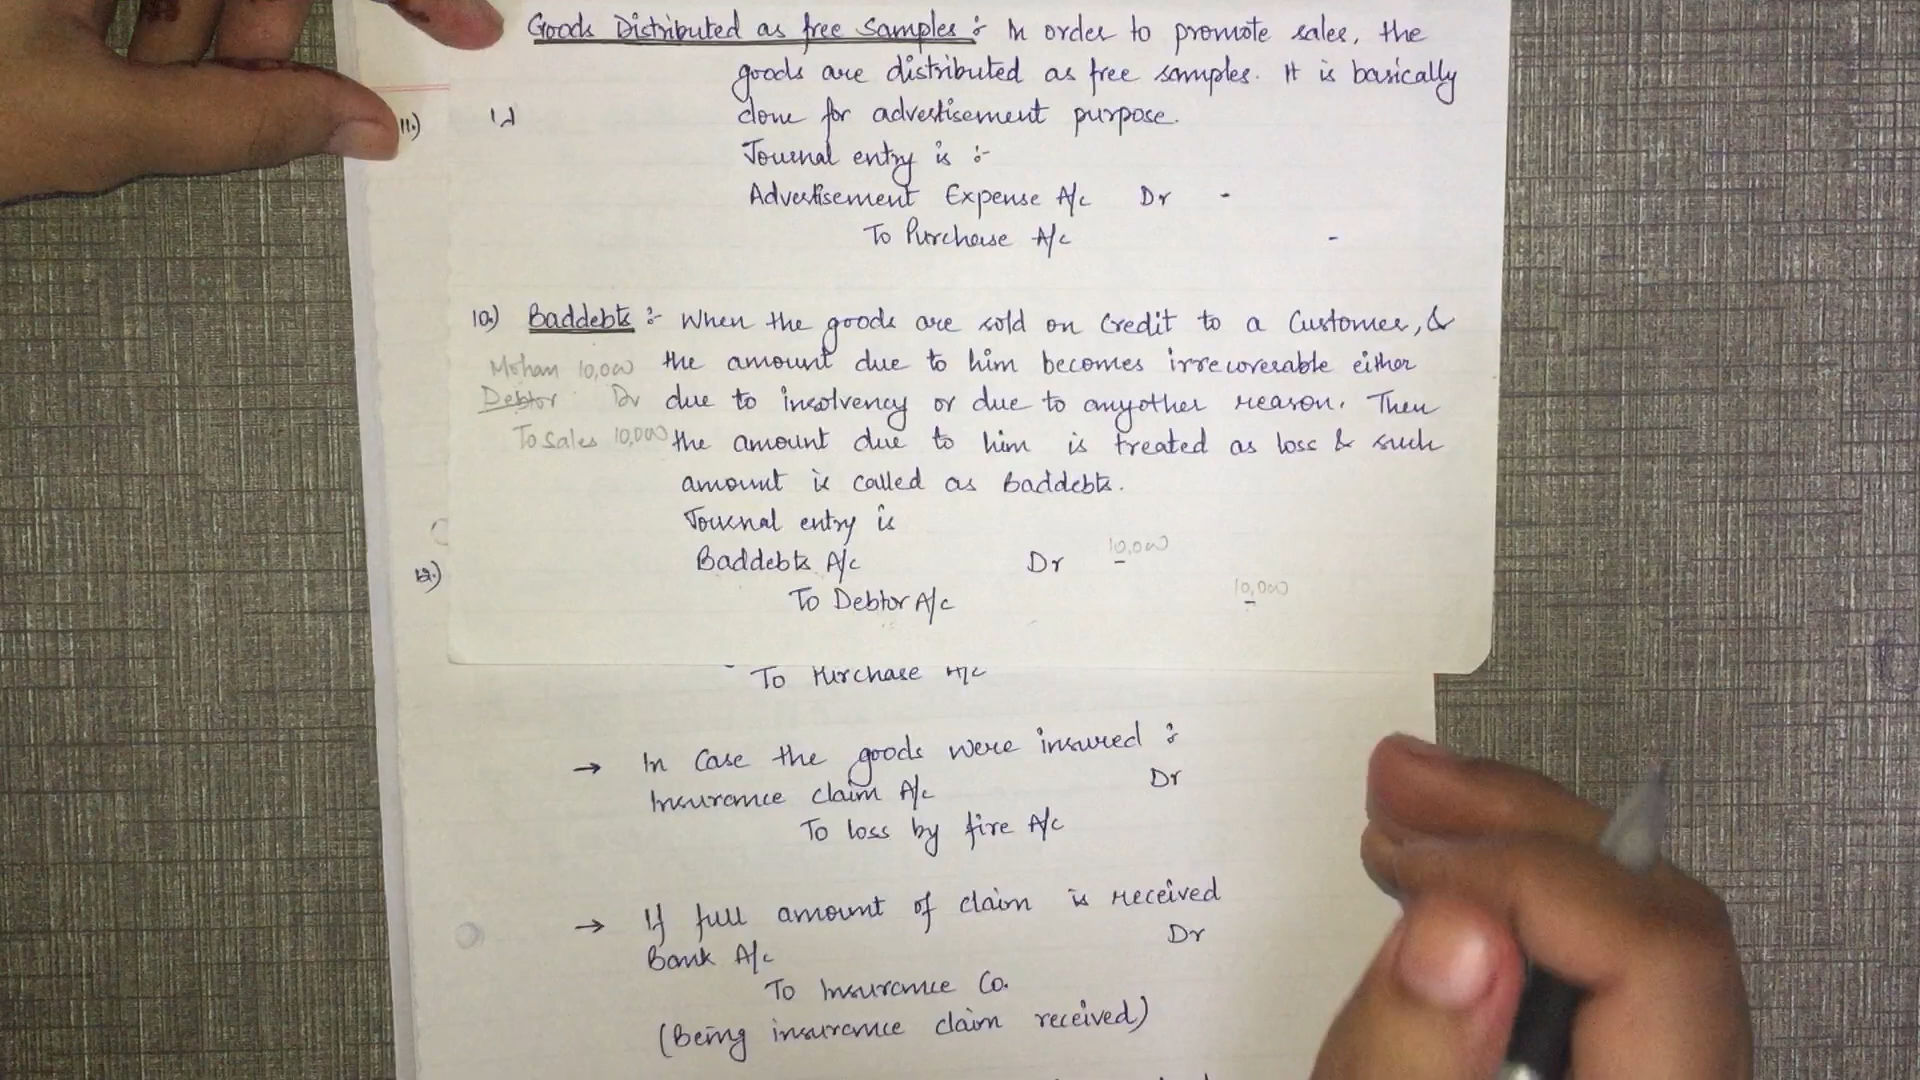 Goods Distributed as free Samples :- In order to promote sales, the
goods are distributed as free samples. It is basically
done for advertisement purpose.
11.)
Journal entry is :-
Advertisement Expense A/c Dr -
To Purchase A/c -
10.) Baddebts :- When the goods are sold on Credit to a Customer, &
Mohan 10,000 the amount due to him becomes irrecoverable either
Debtor Dr due to insolvency or due to anyother reason. Then
To Sales 10,000 the amount due to him is treated as loss & such
amount is called as Baddebts.
Journal entry is
12.)
Baddebts A/c Dr 10,000
To Debtor A/c 10,000
To Purchase A/c
→ In Case the goods were insured :
Insurance claim A/c Dr
To loss by fire A/c
→ If full amount of claim is received
Bank A/c Dr
To Insurance Co.
(Being insurance claim received)